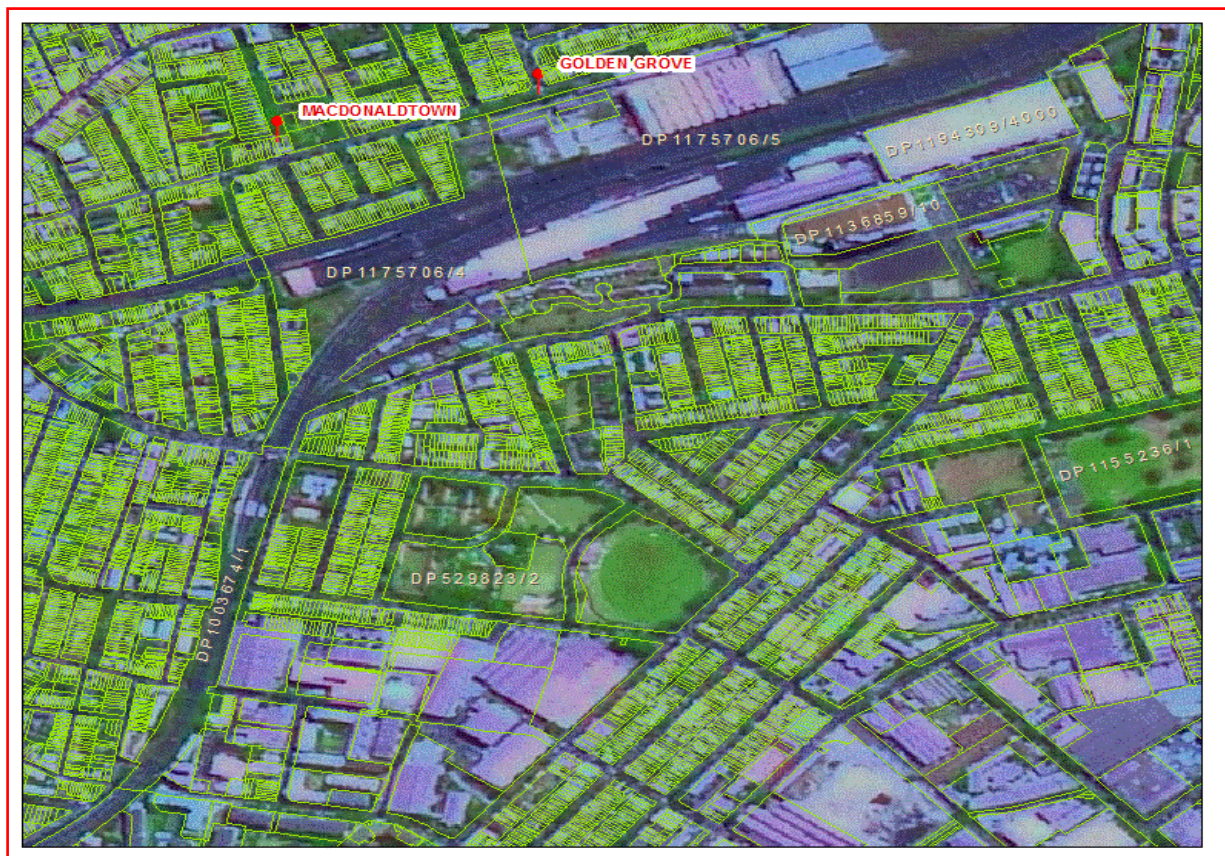 GOLDEN GROVE
MACDONALDTOWN
DP1175706/5
DP1194309/4000
DP1136859/10
DP1175706/4
DP1155236/1
DP529823/2
DP1003674/1